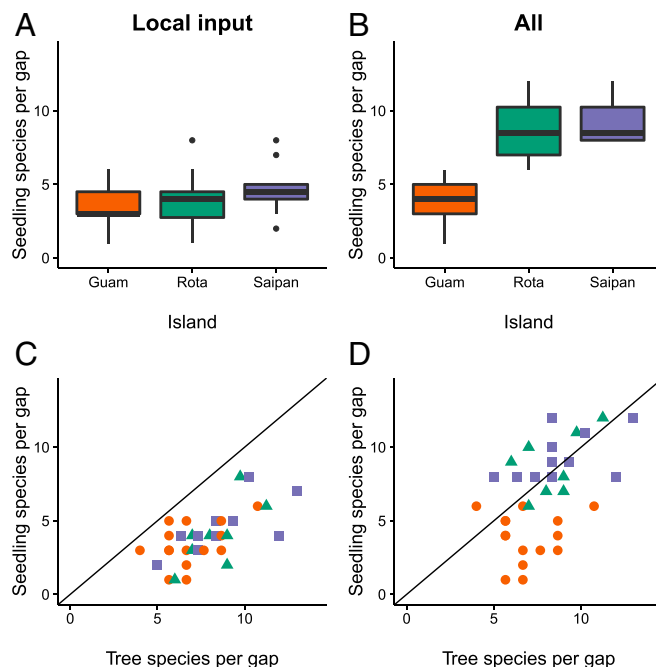 A Local input
B All
Seedling species per gap
10
5
0
Guam Rota Saipan
Island
Seedling species per gap
10
5
0
Guam Rota Saipan
Island
C
D
Seedling species per gap
10
5
0
0 5 10
Tree species per gap
Seedling species per gap
10
5
0
0 5 10
Tree species per gap